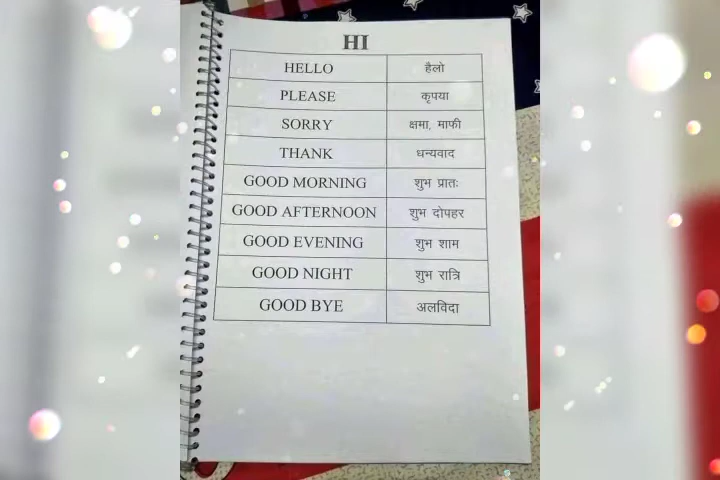 HI
HELLO हैलो
PLEASE कृपया
SORRY क्षमा, माफी
THANK धन्यवाद
GOOD MORNING शुभ प्रातः
GOOD AFTERNOON शुभ दोपहर
GOOD EVENING शुभ शाम
GOOD NIGHT शुभ रात्रि
GOOD BYE अलविदा